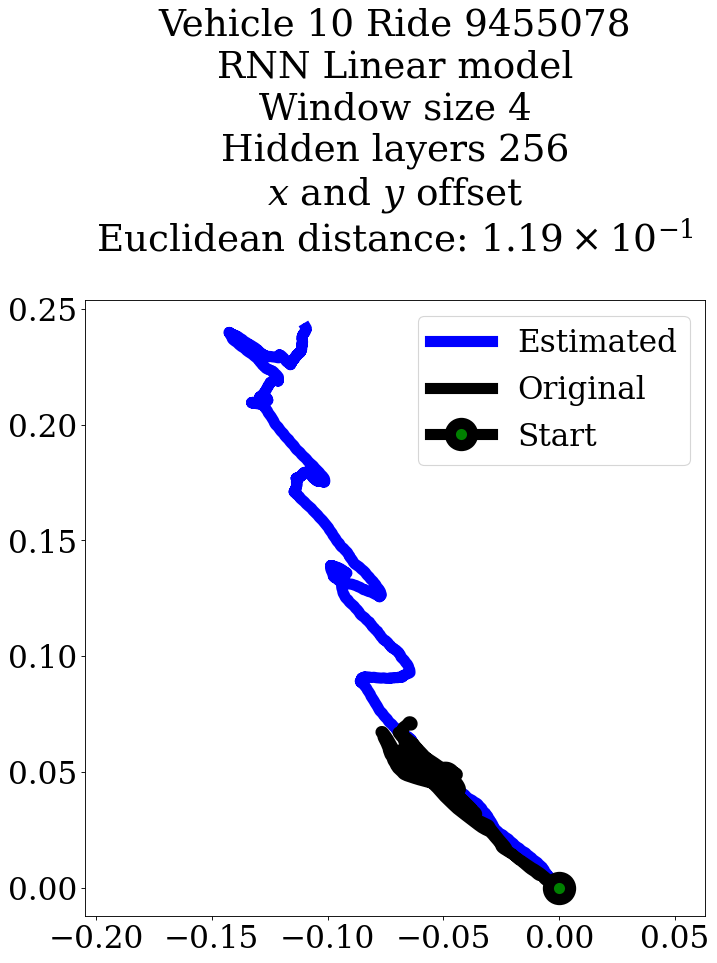 Vehicle 10 Ride 9455078
RNN Linear model
Window size 4
Hidden layers 256
x and y offset
Euclidean distance: 1.19 × 10⁻¹
0.25
0.20
0.15
0.10
0.05
0.00
Estimated
Original
Start
−0.20 −0.15 −0.10 −0.05 0.00 0.05